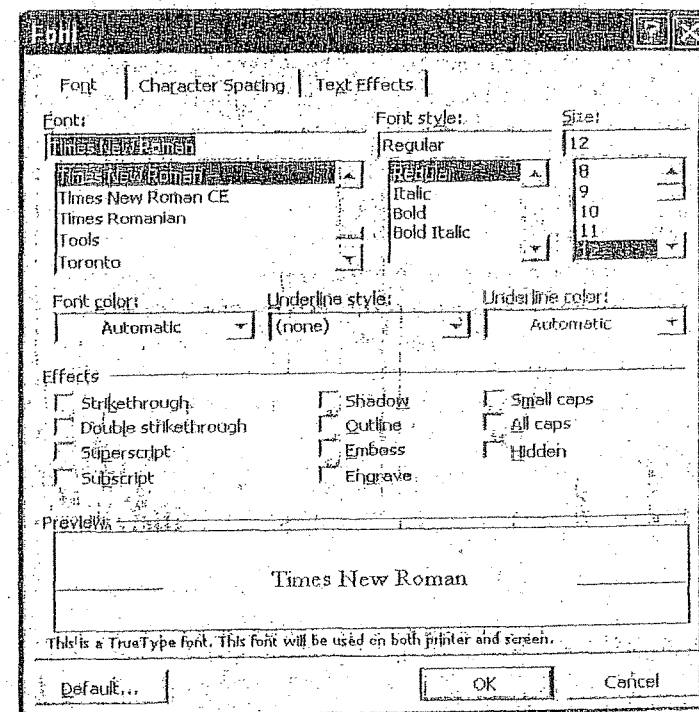 Font
Font Character Spacing Text Effects
Font: Font style: Size:
Times New Roman Regular 12
Times New Roman Regular 8
Times New Roman CE Italic 9
Times Romanian Bold 10
Tools Bold Italic 11
Toronto
Font color: Underline style: Underline color:
Automatic (none) Automatic
Effects
Strikethrough Shadow Small caps
Double strikethrough Outline All caps
Superscript Emboss Hidden
Subscript Engrave
Preview
Times New Roman
This is a TrueType font. This font will be used on both printer and screen.
Default... OK Cancel